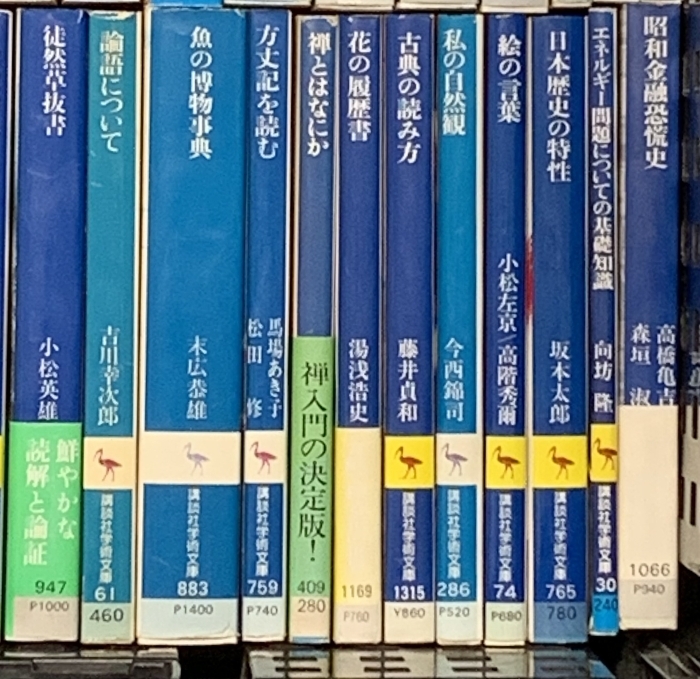 徒然草抜書
小松英雄
鮮やかな
読解と論証
947
P1000
論語について
吉川幸次郎
講談社学術文庫
61
460
魚の博物事典
末広恭雄
講談社学術文庫
883
P1400
方丈記を読む
馬場あき子
松田 修
講談社学術文庫
759
P740
禅とはなにか
禅入門の決定版!
409
280
花の履歴書
湯浅浩史
1169
P760
古典の読み方
藤井貞和
講談社学術文庫
1315
Y860
私の自然観
今西錦司
講談社学術文庫
286
P520
絵の言葉
小松左京/高階秀爾
講談社学術文庫
74
P680
日本歴史の特性
坂本太郎
講談社学術文庫
765
780
エネルギー問題についての基礎知識
向坊 隆
講談社学術文庫
30
240
昭和金融恐慌史
高橋亀吉
森垣 淑
1066
P940